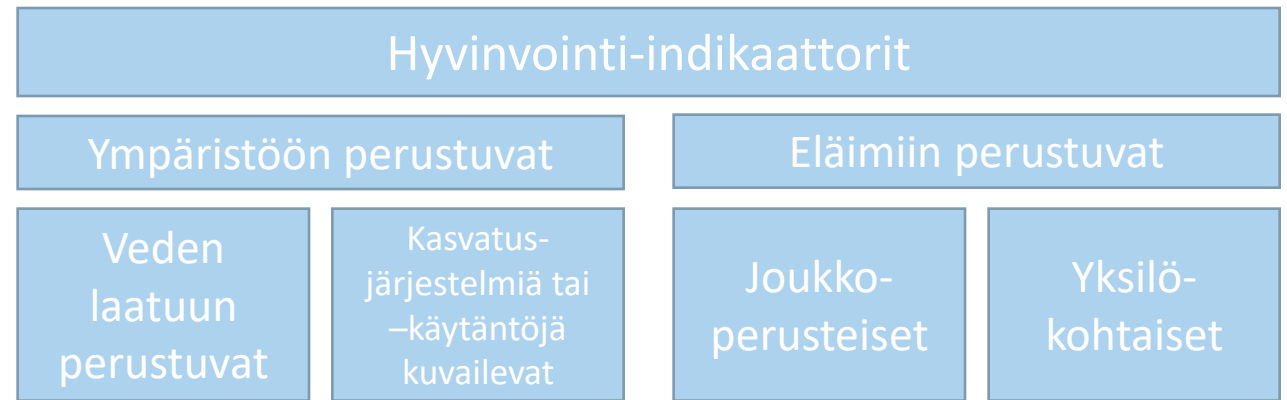 Hyvinvointi-indikaattorit
Ympäristöön perustuvat
Eläimiin perustuvat
Veden
laatuun
perustuvat
Kasvatus-
järjestelmiä tai
–käytäntöjä
kuvailevat
Joukko-
perusteiset
Yksilö-
kohtaiset